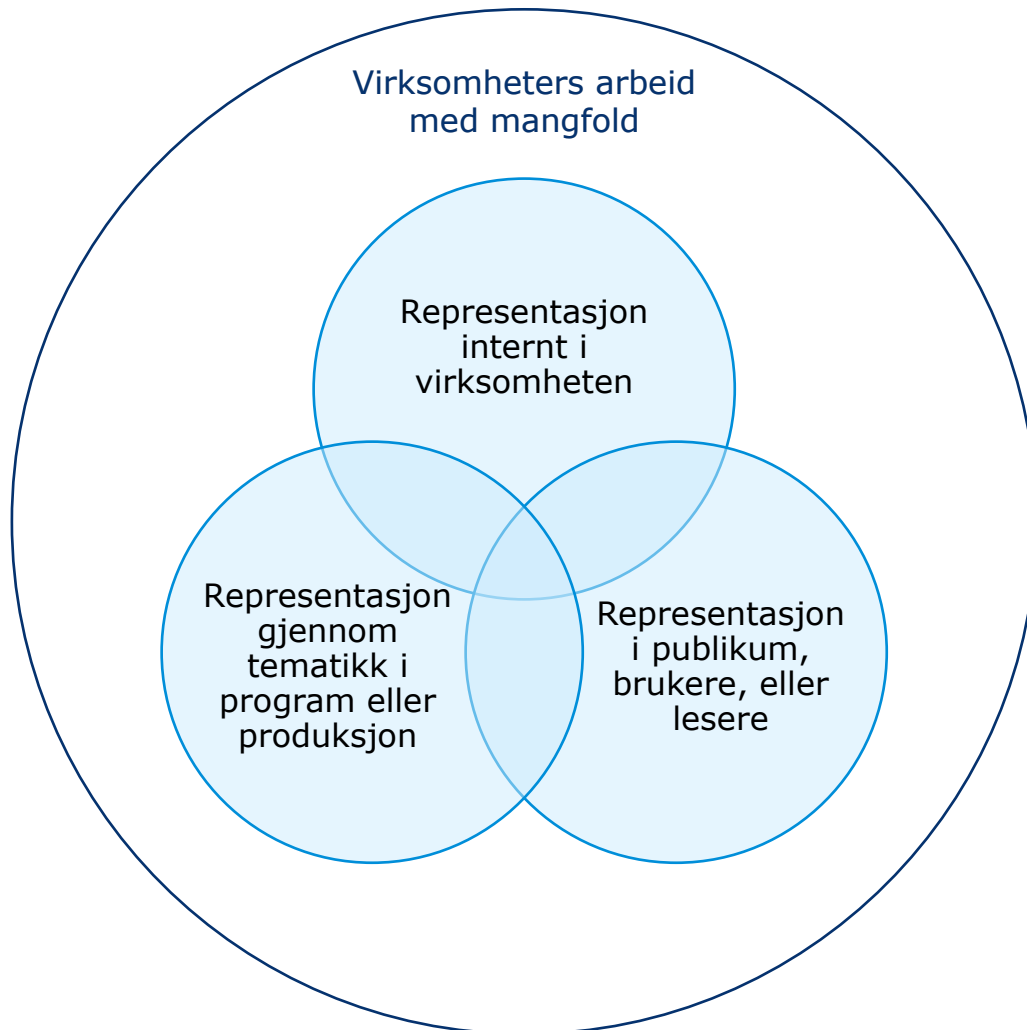 Virksomheters arbeid
med mangfold
Representasjon
internt i
virksomheten
Representasjon
gjennom
tematikk i
program eller
produksjon
Representasjon
i publikum,
brukere, eller
lesere